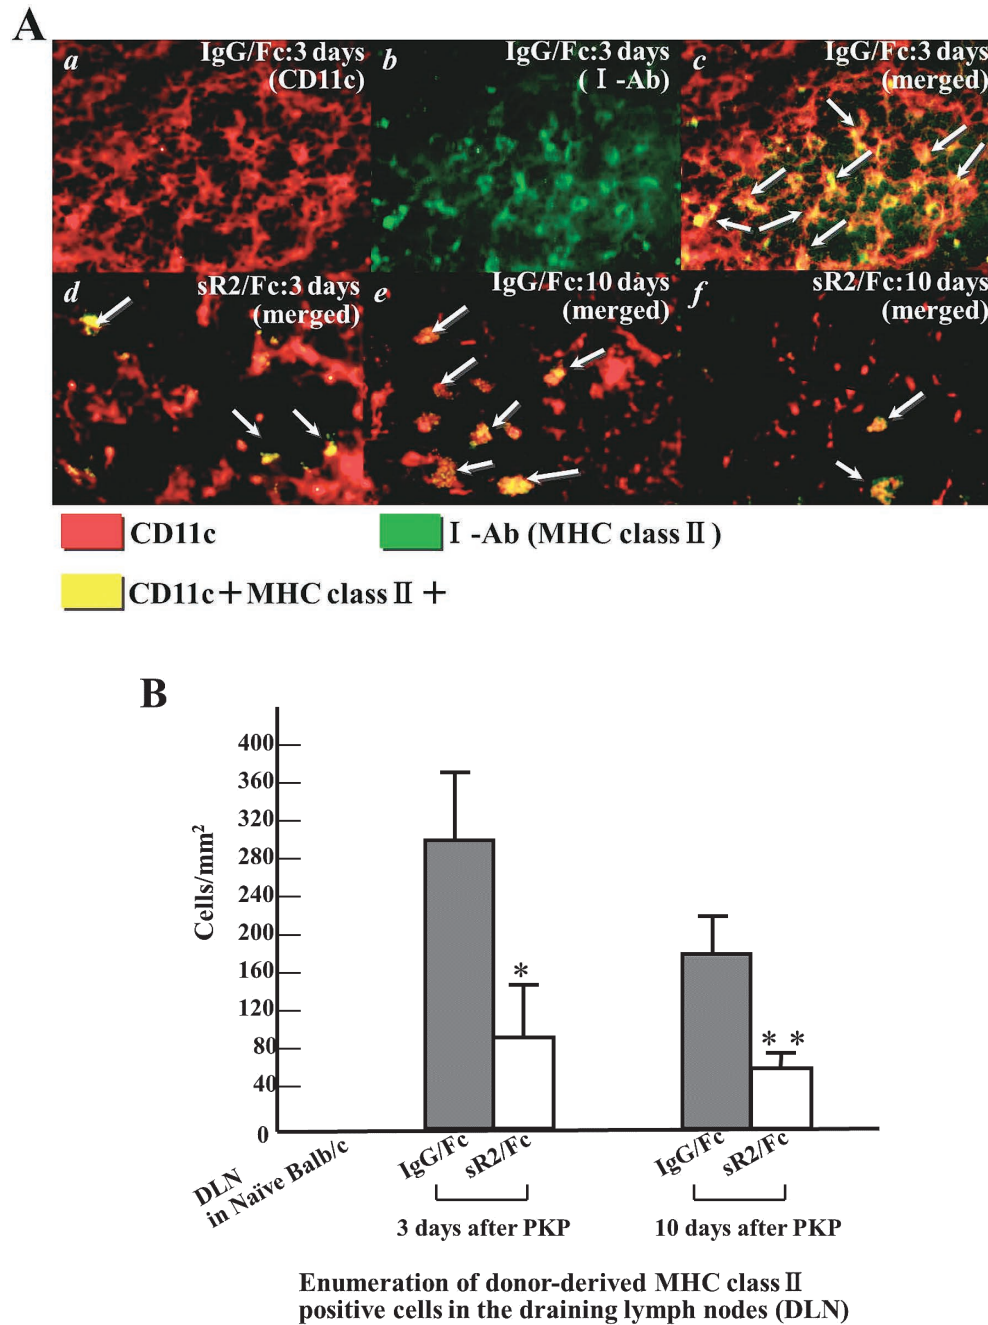 A
a
IgG/Fc:3 days
(CD11c)
b
IgG/Fc:3 days
(Ⅰ-Ab)
c
IgG/Fc:3 days
(merged)
d
sR2/Fc:3 days
(merged)
e
IgG/Fc:10 days
(merged)
f
sR2/Fc:10 days
(merged)
CD11c
Ⅰ-Ab (MHC class Ⅱ)
CD11c+MHC class Ⅱ+
B
Cells/mm²
400
360
320
280
240
200
160
120
80
40
0
*
* *
DLN
in Naïve Balb/c
IgG/Fc
sR2/Fc
IgG/Fc
sR2/Fc
3 days after PKP
10 days after PKP
Enumeration of donor-derived MHC class Ⅱ
positive cells in the draining lymph nodes (DLN)